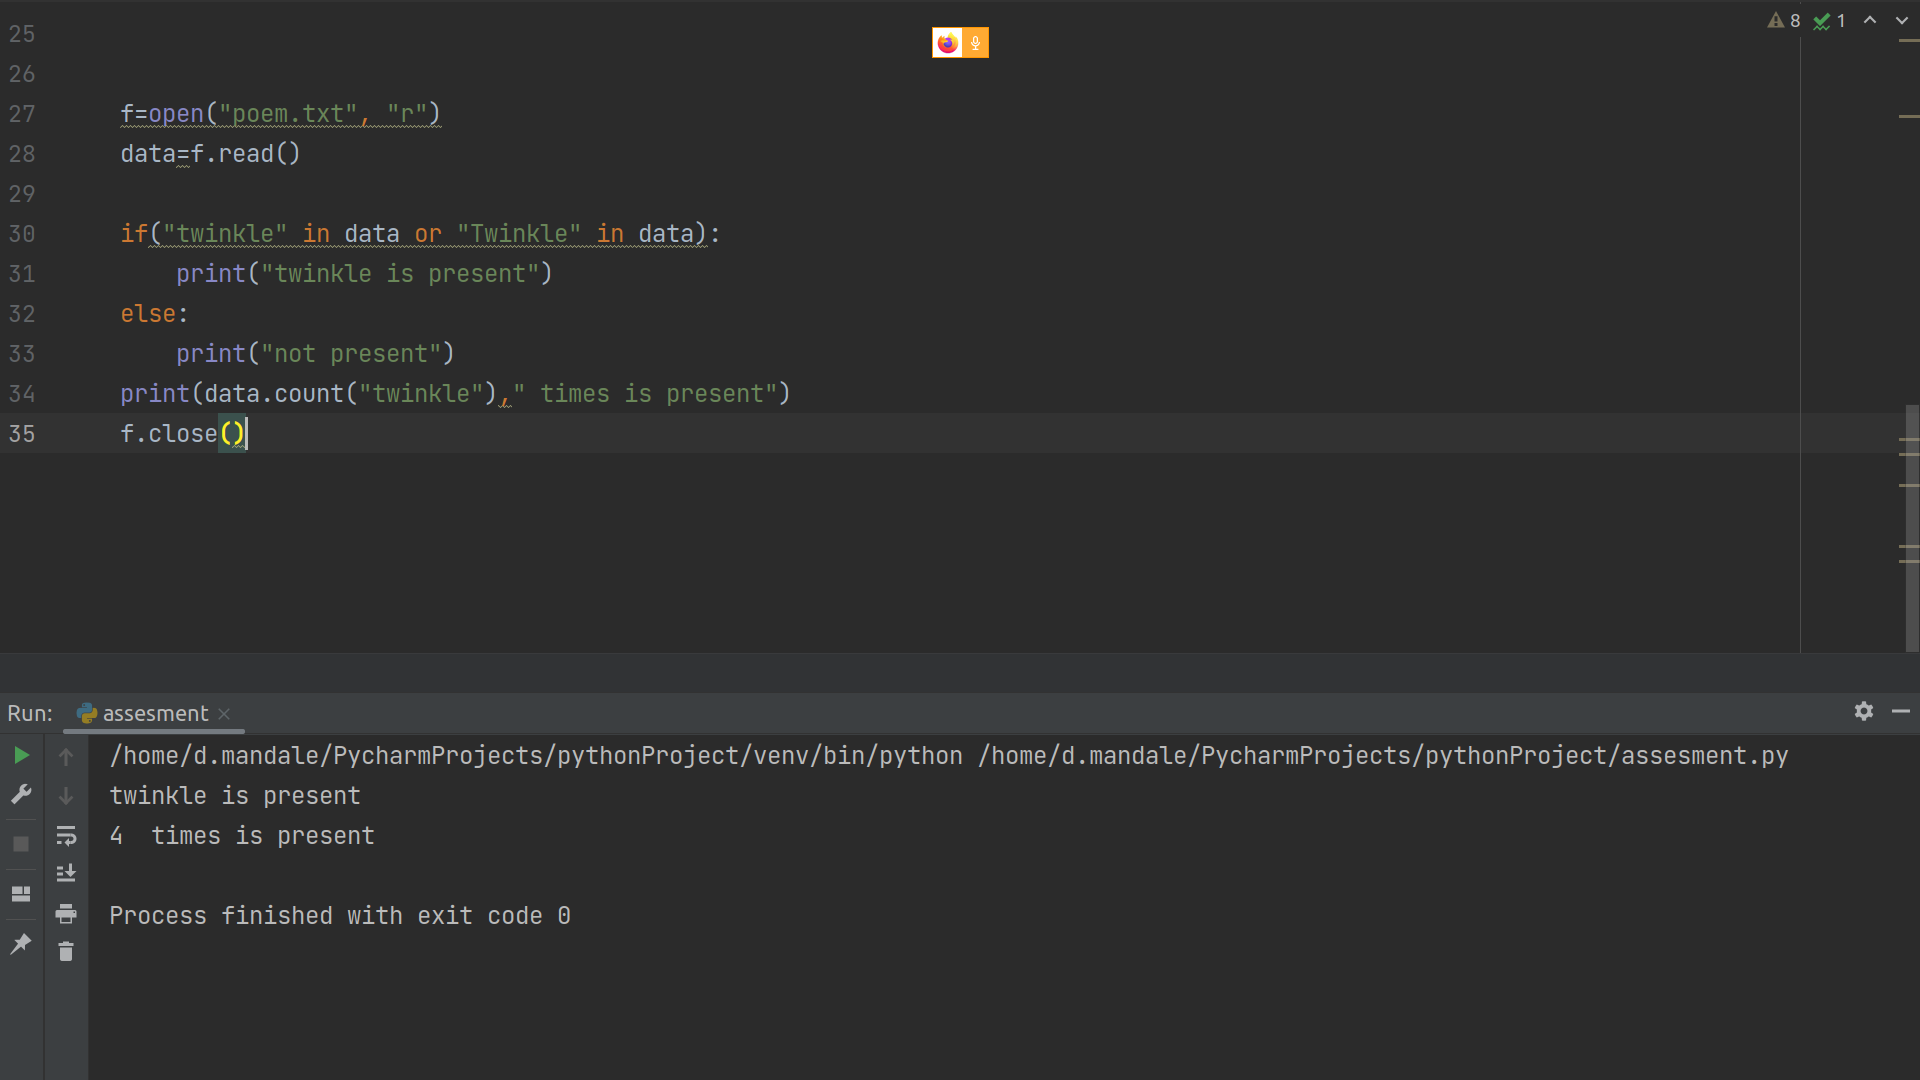 8 1
25
26
27 f=open("poem.txt", "r")
28 data=f.read()
29
30 if("twinkle" in data or "Twinkle" in data):
31     print("twinkle is present")
32 else:
33     print("not present")
34 print(data.count("twinkle")," times is present")
35 f.close()
Run: assesment
/home/d.mandale/PycharmProjects/pythonProject/venv/bin/python /home/d.mandale/PycharmProjects/pythonProject/assesment.py
twinkle is present
4  times is present
Process finished with exit code 0